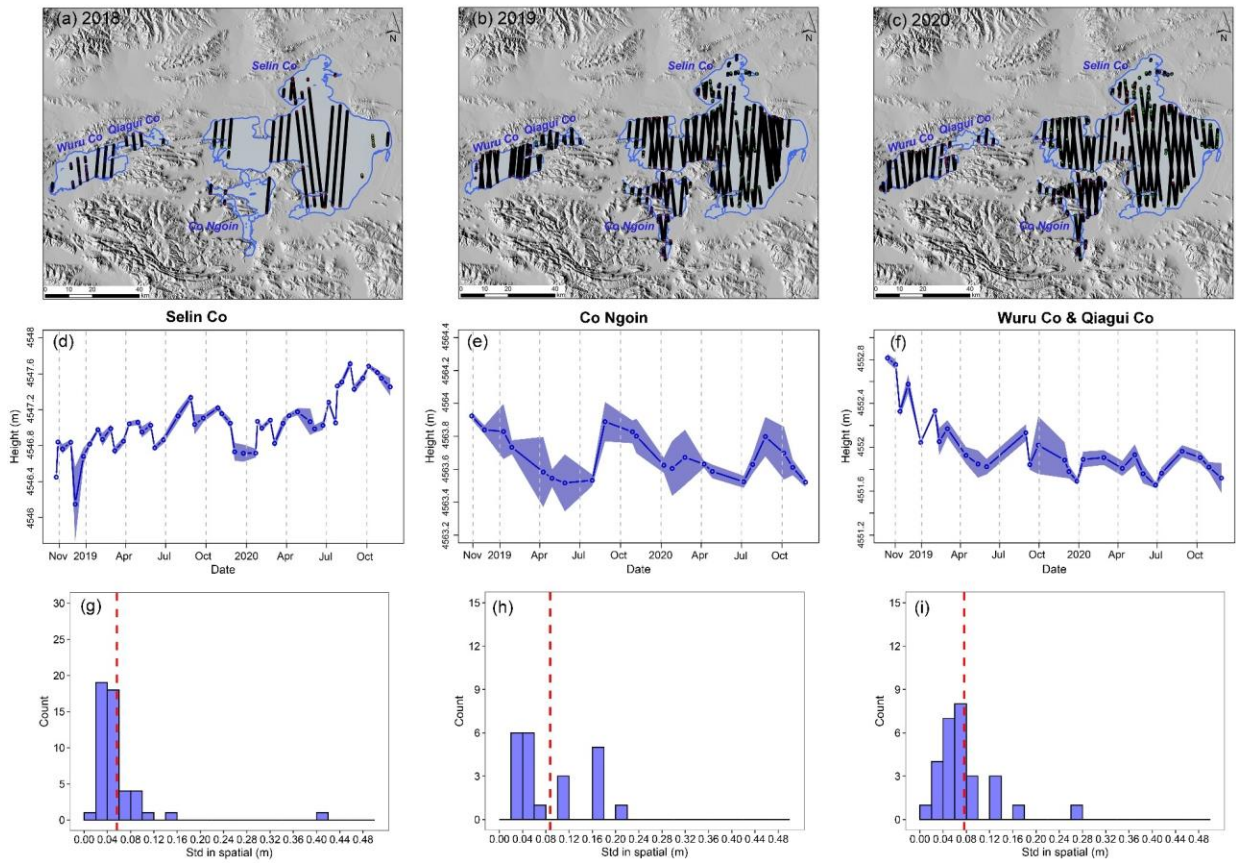 (a) 2018
N
Selin Co
Wuru Co Qiagui Co
Co Ngoin
0 10 20 40
km
(b) 2019
N
Selin Co
Wuru Co Qiagui Co
Co Ngoin
0 10 20 40
km
(c) 2020
N
Selin Co
Wuru Co Qiagui Co
Co Ngoin
0 10 20 40
km
Selin Co
(d)
Height (m)
4548
4547.6
4547.2
4546.8
4546.4
4546
Nov 2019 Apr Jul Oct 2020 Apr Jul Oct
Date
Co Ngoin
(e)
Height (m)
4564.4
4564.2
4564
4563.8
4563.6
4563.4
4563.2
Nov 2019 Apr Jul Oct 2020 Apr Jul Oct
Date
Wuru Co & Qiagui Co
(f)
Height (m)
4552.8
4552.4
4552
4551.6
4551.2
Nov 2019 Apr Jul Oct 2020 Apr Jul Oct
Date
(g)
Count
30
25
20
15
10
5
0
0.00 0.04 0.08 0.12 0.16 0.20 0.24 0.28 0.32 0.36 0.40 0.44 0.48
Std in spatial (m)
(h)
Count
15
12
9
6
3
0
0.00 0.04 0.08 0.12 0.16 0.20 0.24 0.28 0.32 0.36 0.40 0.44 0.48
Std in spatial (m)
(i)
Count
15
12
9
6
3
0
0.00 0.04 0.08 0.12 0.16 0.20 0.24 0.28 0.32 0.36 0.40 0.44 0.48
Std in spatial (m)